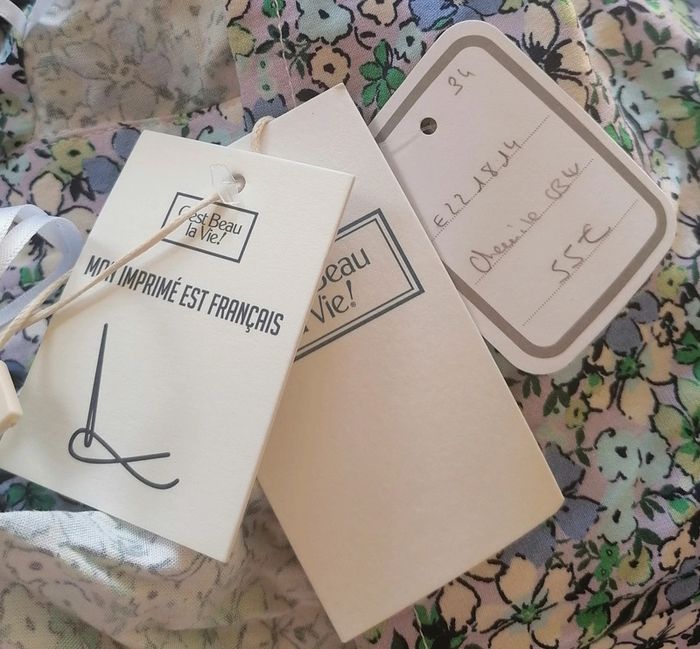 C'est Beau
la Vie!
MON IMPRIMÉ EST FRANÇAIS
Beau
Vie!
34
E22 18 14
Chemise CBLV
55 €